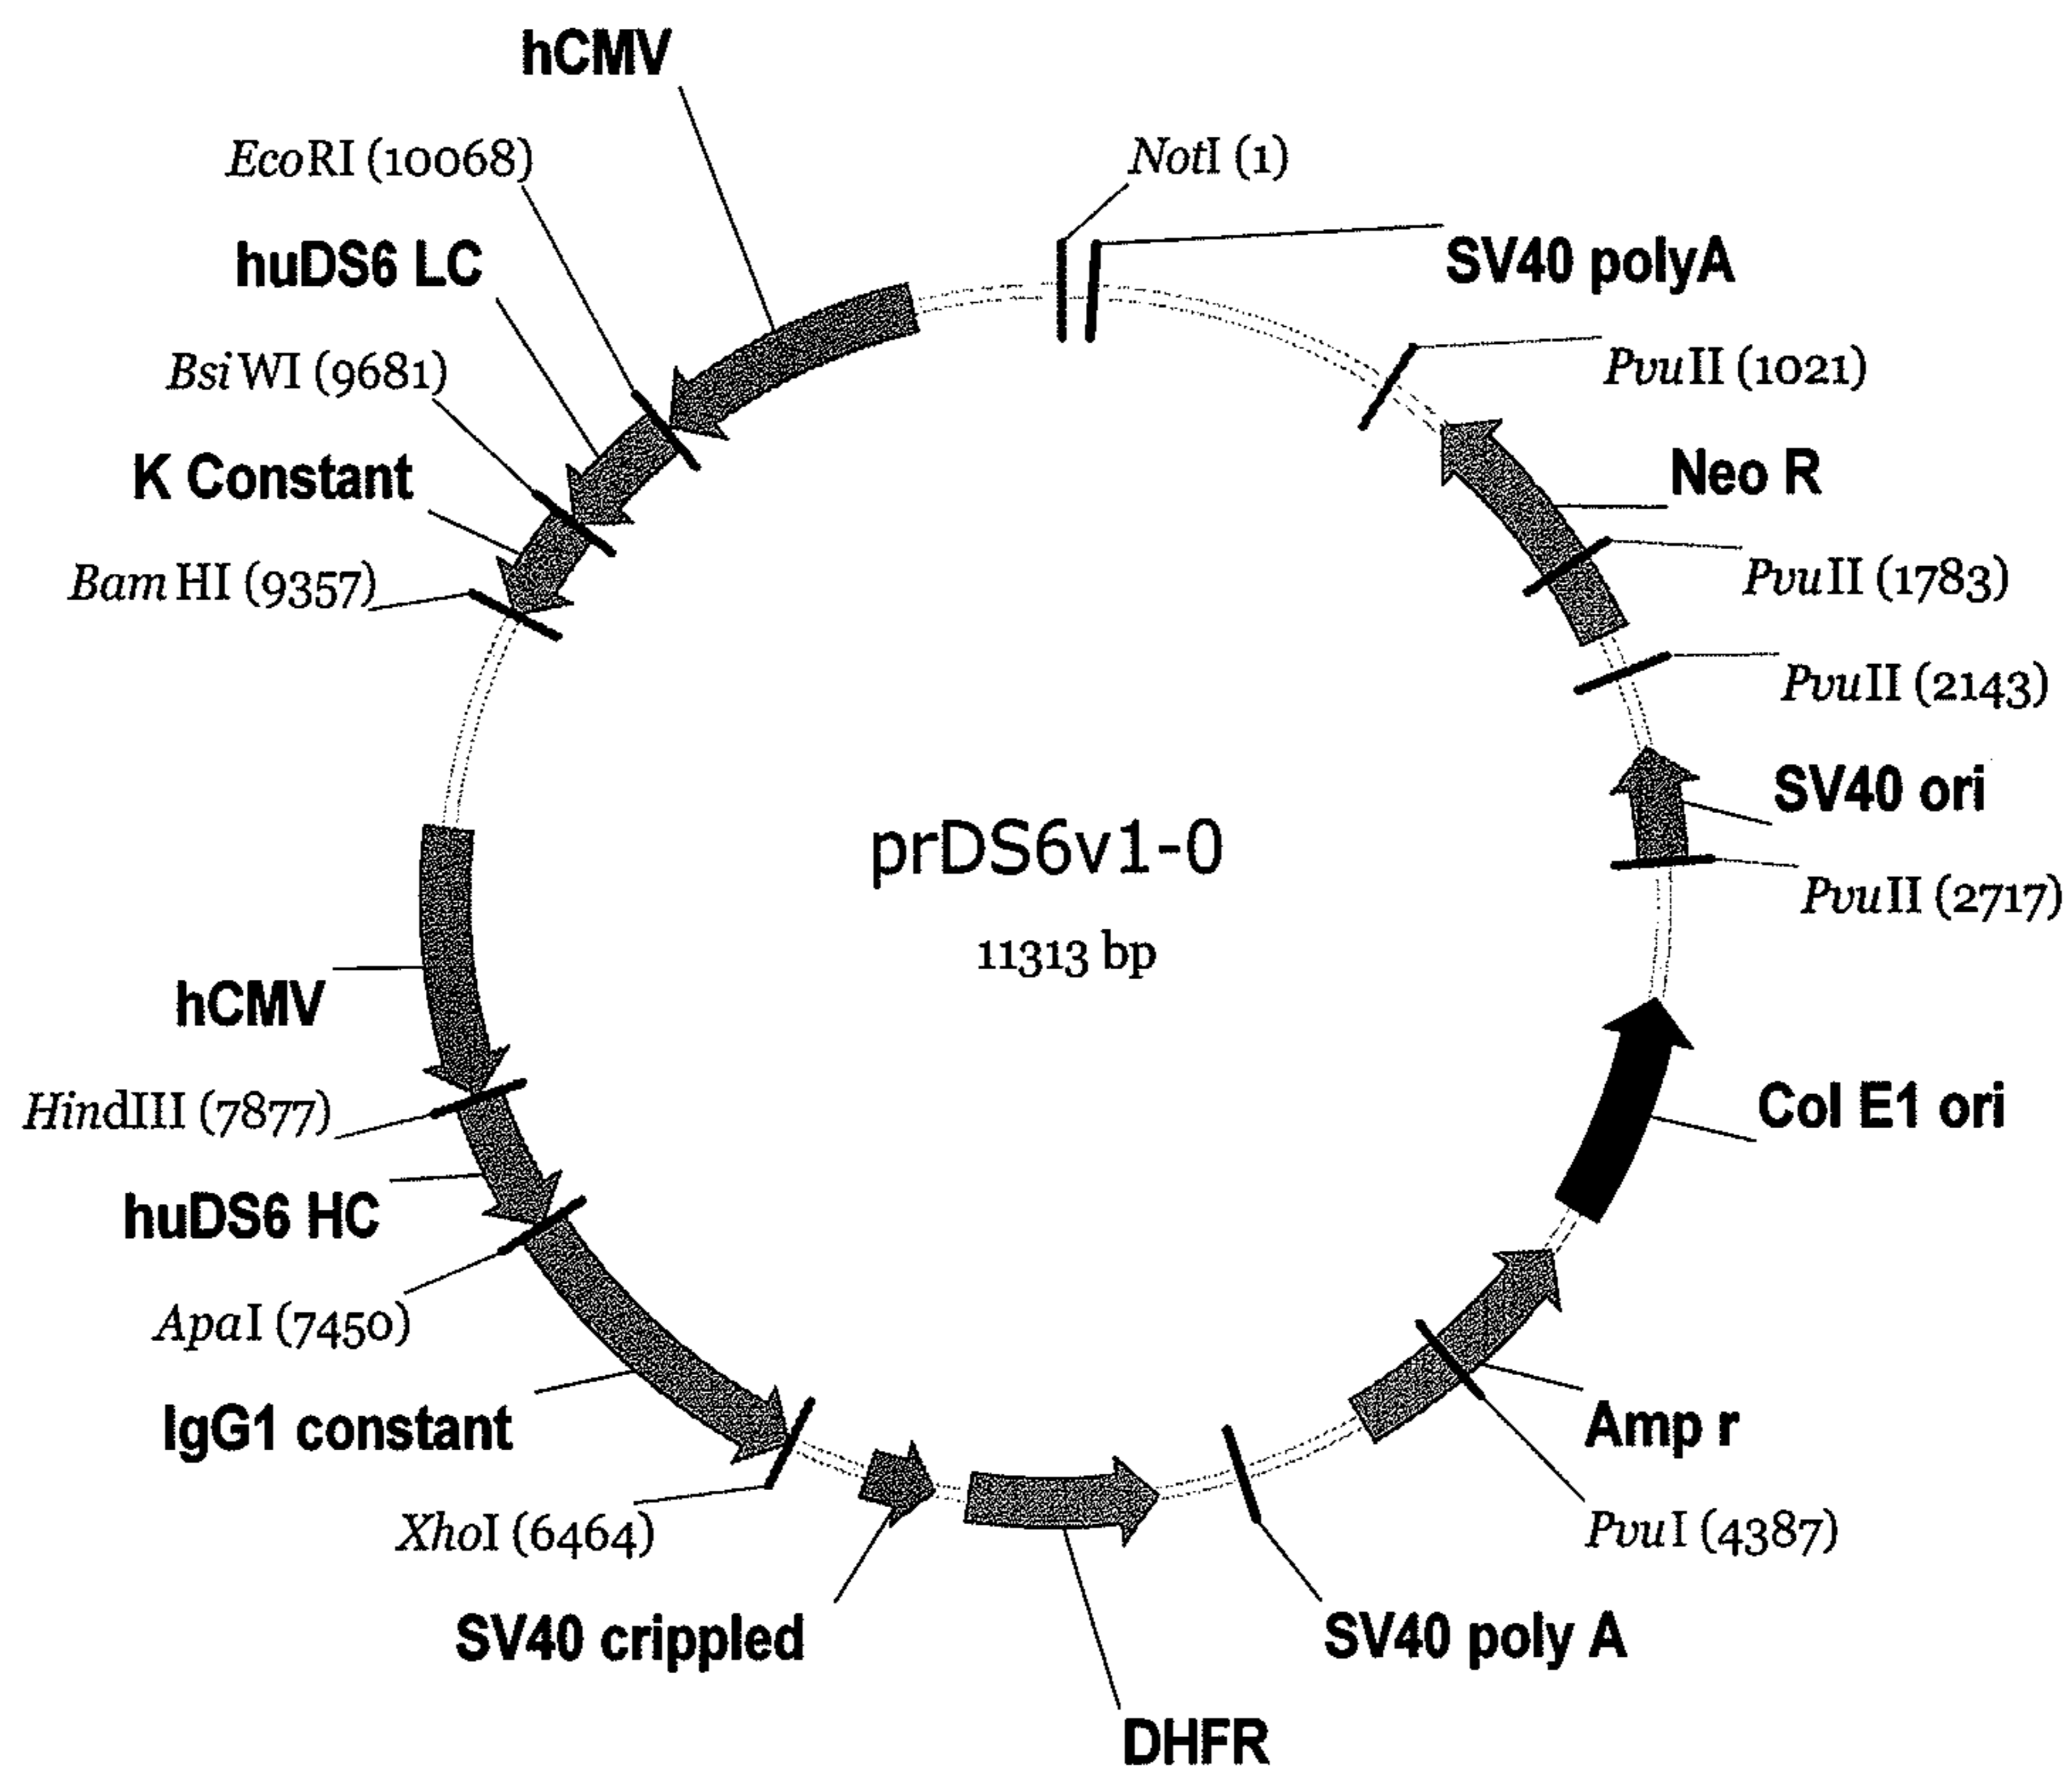 hCMV
EcoRI (10068)
NotI (1)
huDS6 LC
SV40 polyA
BsiWI (9681)
PvuII (1021)
K Constant
Neo R
BamHI (9357)
PvuII (1783)
PvuII (2143)
SV40 ori
prDS6v1-0
PvuII (2717)
11313 bp
hCMV
HindIII (7877)
Col E1 ori
huDS6 HC
ApaI (7450)
IgG1 constant
Amp r
XhoI (6464)
PvuI (4387)
SV40 crippled
SV40 poly A
DHFR